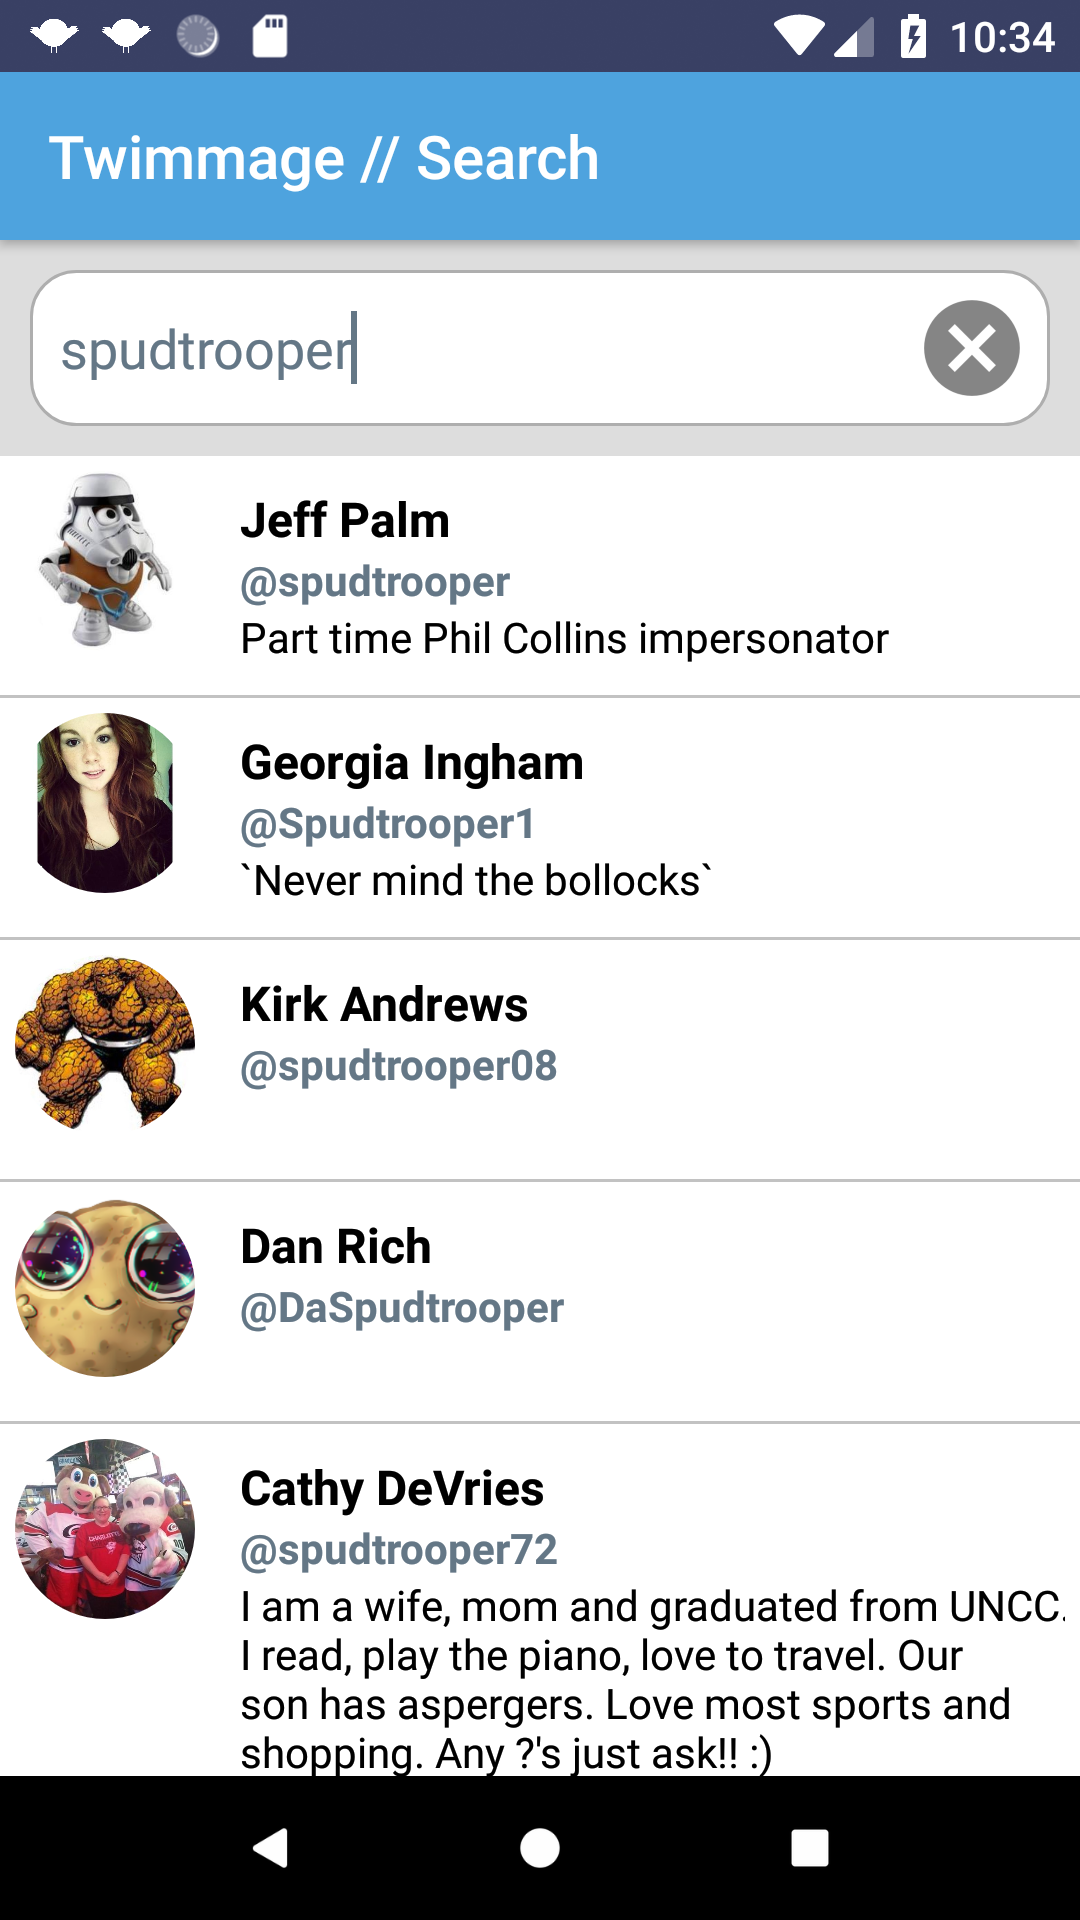 10:34
Twimmage // Search
spudtrooper
Jeff Palm
@spudtrooper
Part time Phil Collins impersonator
Georgia Ingham
@Spudtrooper1
`Never mind the bollocks`
Kirk Andrews
@spudtrooper08
Dan Rich
@DaSpudtrooper
Cathy DeVries
@spudtrooper72
I am a wife, mom and graduated from UNCC.
I read, play the piano, love to travel. Our
son has aspergers. Love most sports and
shopping. Any ?'s just ask!! :)